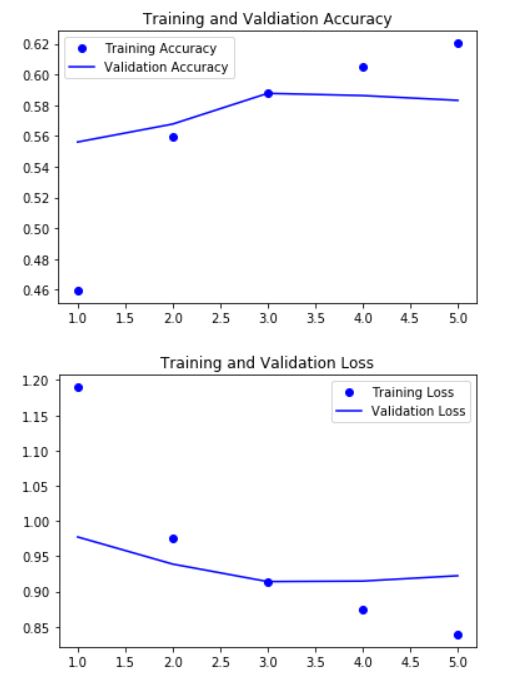 Training and Valdiation Accuracy
Training Accuracy
Validation Accuracy
0.62
0.60
0.58
0.56
0.54
0.52
0.50
0.48
0.46
1.0 1.5 2.0 2.5 3.0 3.5 4.0 4.5 5.0
Training and Validation Loss
Training Loss
Validation Loss
1.20
1.15
1.10
1.05
1.00
0.95
0.90
0.85
1.0 1.5 2.0 2.5 3.0 3.5 4.0 4.5 5.0